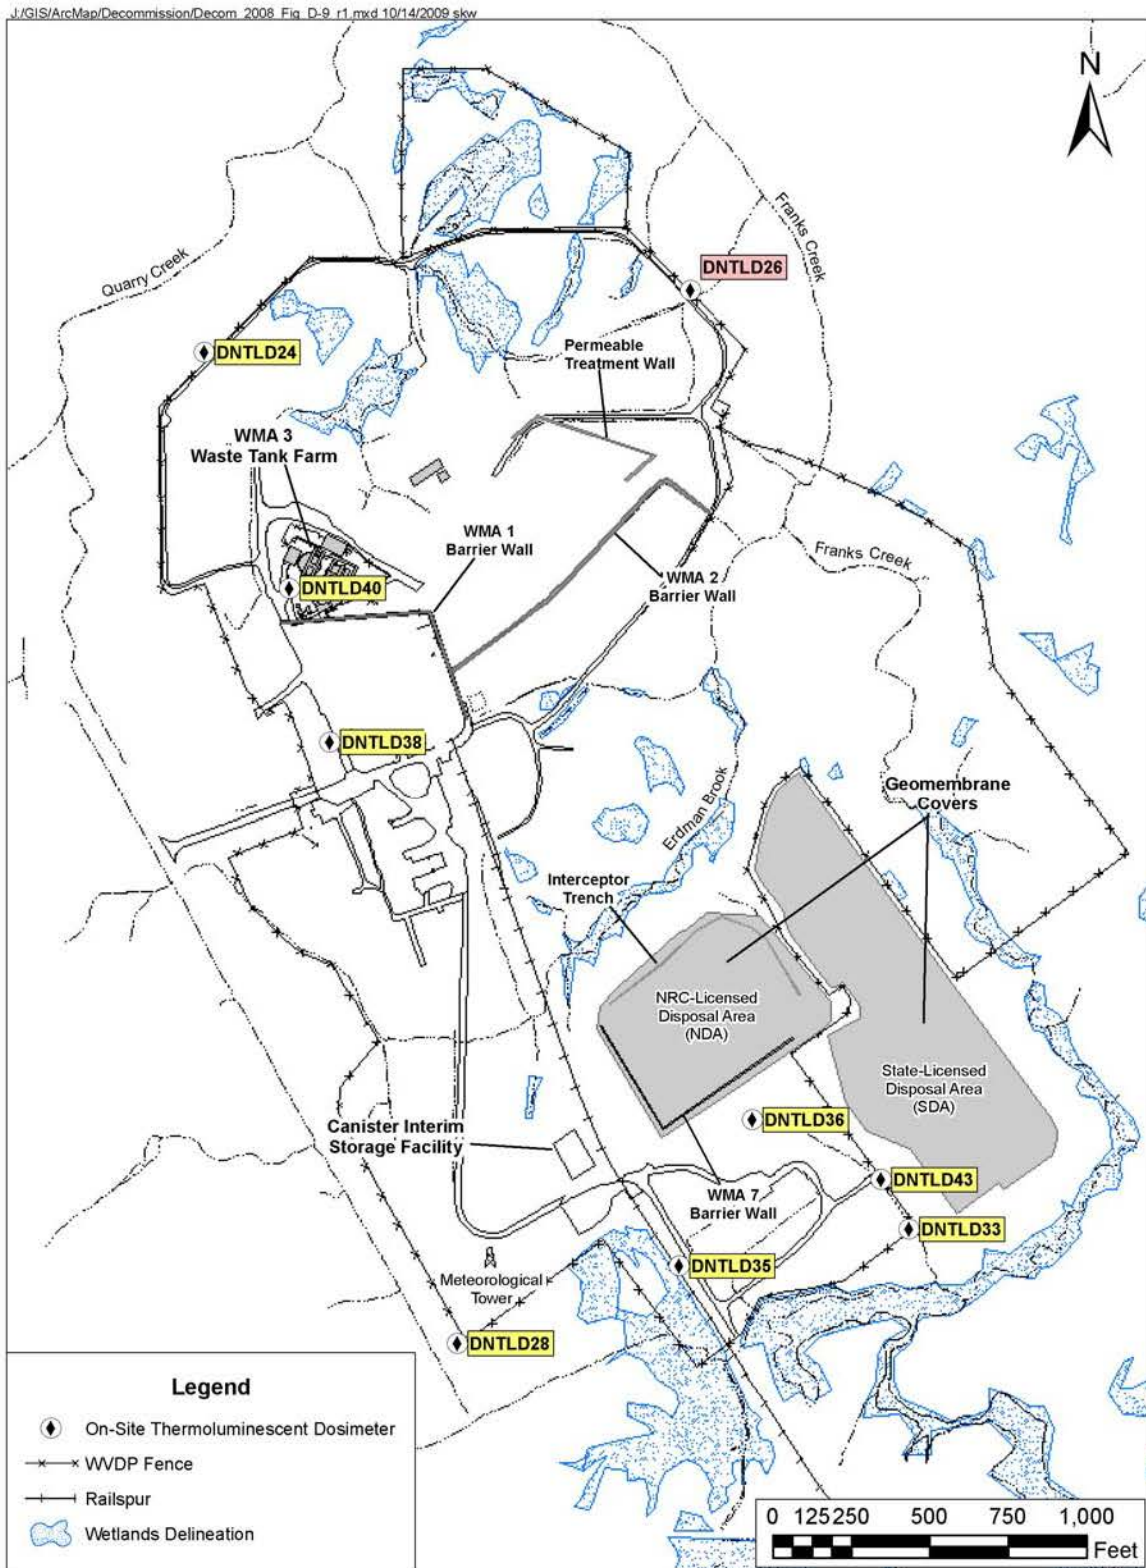 J:/GIS/ArcMap/Decommission/Decom_2008_Fig_D-9_r1.mxd 10/14/2009 skw
N
Quarry Creek
Franks Creek
DNTLD26
DNTLD24
Permeable
Treatment Wall
WMA 3
Waste Tank Farm
WMA 1
Barrier Wall
Franks Creek
WMA 2
Barrier Wall
DNTLD40
DNTLD38
Erdman Brook
Geomembrane
Covers
Interceptor
Trench
NRC-Licensed
Disposal Area
(NDA)
State-Licensed
Disposal Area
(SDA)
DNTLD36
Canister Interim
Storage Facility
DNTLD43
WMA 7
Barrier Wall
DNTLD33
DNTLD35
Meteorological
Tower
DNTLD28
Legend
On-Site Thermoluminescent Dosimeter
WVDP Fence
Railspur
Wetlands Delineation
0 125 250 500 750 1,000
Feet